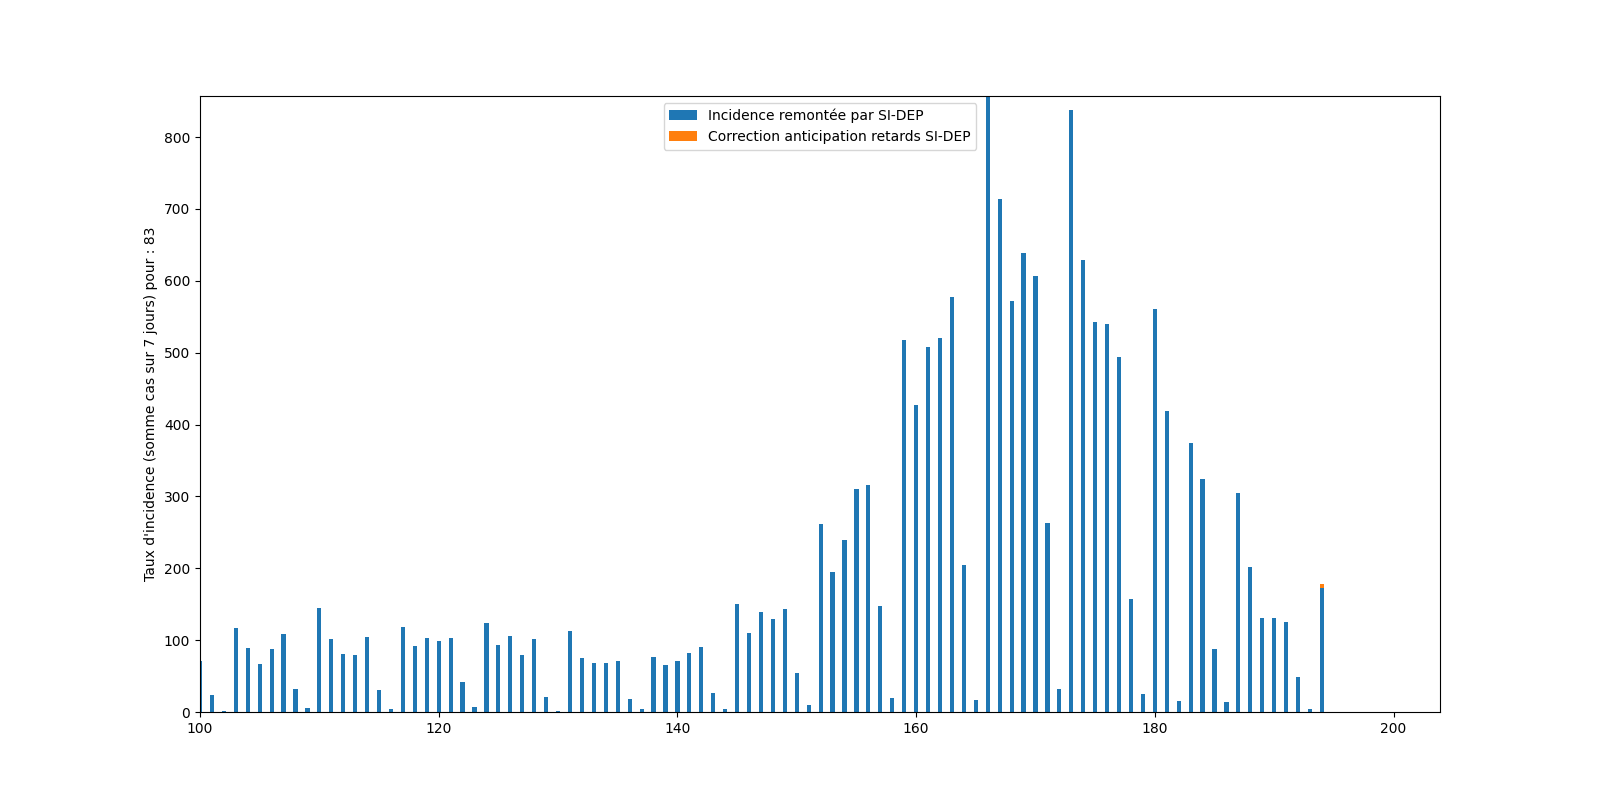 Incidence remontée par SI-DEP
Correction anticipation retards SI-DEP
Taux d'incidence (somme cas sur 7 jours) pour : 83
800
700
600
500
400
300
200
100
0
100 120 140 160 180 200